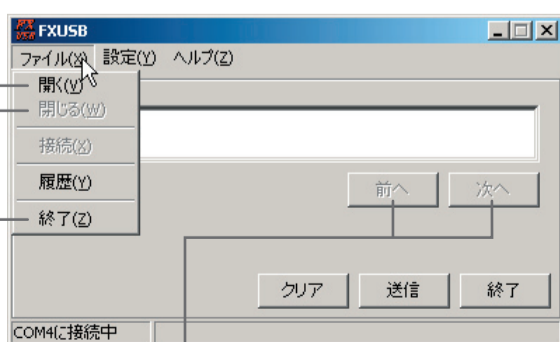 FXUSB
ファイル(X) 設定(Y) ヘルプ(Z)
開く(V)
閉じる(W)
接続(X)
履歴(Y)
終了(Z)
前へ 次へ
クリア 送信 終了
COM4に接続中